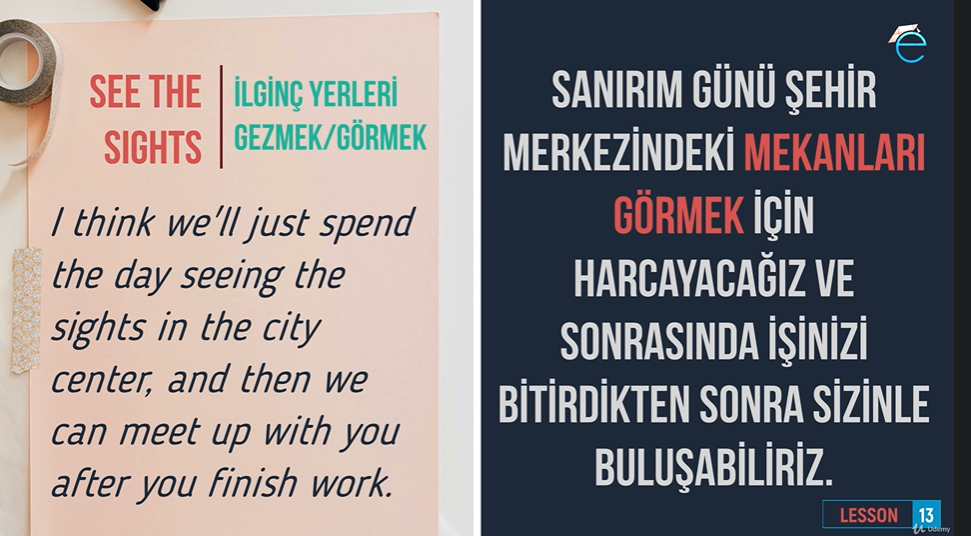 SEE THE
SIGHTS
İLGİNÇ YERLERİ
GEZMEK/GÖRMEK
I think we'll just spend
the day seeing the
sights in the city
center, and then we
can meet up with you
after you finish work.
e
SANIRIM GÜNÜ ŞEHİR
MERKEZİNDEKİ MEKANLARI
GÖRMEK İÇİN
HARCAYACAĞIZ VE
SONRASINDA İŞİNİZİ
BİTİRDİKTEN SONRA SİZİNLE
BULUŞABİLİRİZ.
LESSON 13
Udemy